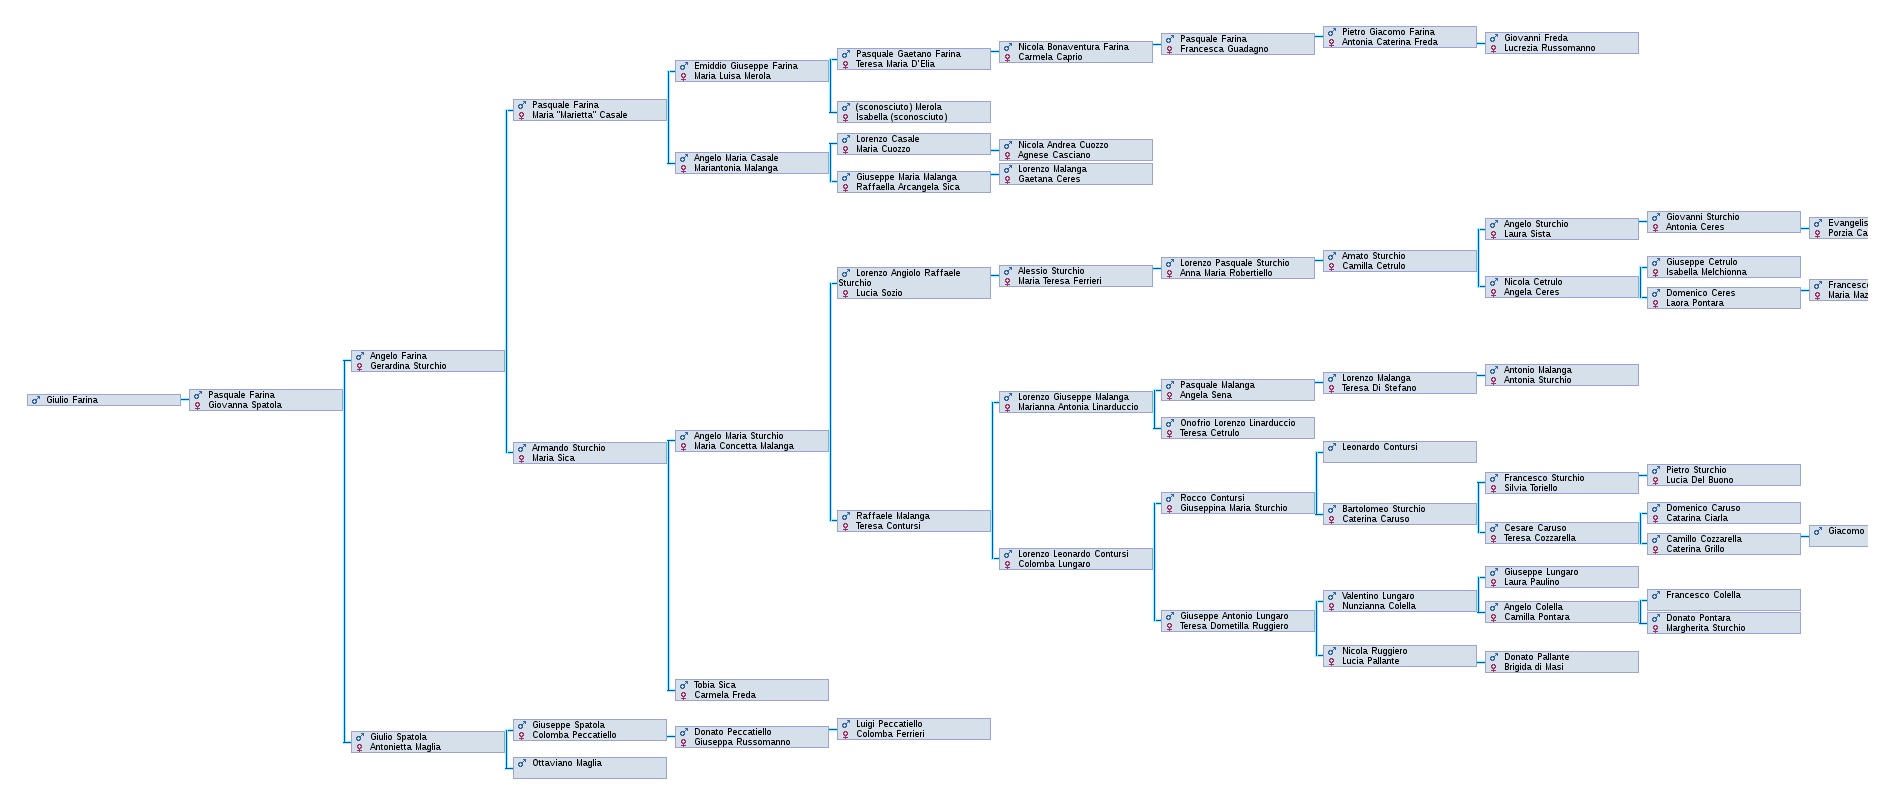 Giulio Farina
Pasquale Farina
Giovanna Spatola
Angelo Farina
Gerardina Sturchio
Giulio Spatola
Antonietta Maglia
Pasquale Farina
Maria "Marietta" Casale
Armando Sturchio
Maria Sica
Giuseppe Spatola
Colomba Peccatiello
Ottaviano Maglia
Emiddio Giuseppe Farina
Maria Luisa Merola
Angelo Maria Casale
Mariantonia Malanga
Angelo Maria Sturchio
Maria Concetta Malanga
Tobia Sica
Carmela Freda
Donato Peccatiello
Giuseppa Russomanno
Pasquale Gaetano Farina
Teresa Maria D'Elia
(sconosciuto) Merola
Isabella (sconosciuto)
Lorenzo Casale
Maria Cuozzo
Giuseppe Maria Malanga
Raffaella Arcangela Sica
Lorenzo Angiolo Raffaele
Sturchio
Lucia Sozio
Raffaele Malanga
Teresa Contursi
Luigi Peccatiello
Colomba Ferrieri
Nicola Bonaventura Farina
Carmela Caprio
Nicola Andrea Cuozzo
Agnese Casciano
Lorenzo Malanga
Gaetana Ceres
Alessio Sturchio
Maria Teresa Ferrieri
Lorenzo Giuseppe Malanga
Marianna Antonia Linarduccio
Lorenzo Leonardo Contursi
Colomba Lungaro
Pasquale Farina
Francesca Guadagno
Lorenzo Pasquale Sturchio
Anna Maria Robertiello
Pasquale Malanga
Angela Sena
Onofrio Lorenzo Linarduccio
Teresa Cetrulo
Rocco Contursi
Giuseppina Maria Sturchio
Giuseppe Antonio Lungaro
Teresa Dometilla Ruggiero
Pietro Giacomo Farina
Antonia Caterina Freda
Amato Sturchio
Camilla Cetrulo
Lorenzo Malanga
Teresa Di Stefano
Leonardo Contursi
Bartolomeo Sturchio
Caterina Caruso
Valentino Lungaro
Nunzianna Colella
Nicola Ruggiero
Lucia Pallante
Giovanni Freda
Lucrezia Russomanno
Angelo Sturchio
Laura Sista
Nicola Cetrulo
Angela Ceres
Antonio Malanga
Antonia Sturchio
Francesco Sturchio
Silvia Toriello
Cesare Caruso
Teresa Cozzarella
Giuseppe Lungaro
Laura Paulino
Angelo Colella
Camilla Pontara
Donato Pallante
Brigida di Masi
Giovanni Sturchio
Antonia Ceres
Giuseppe Cetrulo
Isabella Melchionna
Domenico Ceres
Laora Pontara
Pietro Sturchio
Lucia Del Buono
Domenico Caruso
Catarina Ciarla
Camillo Cozzarella
Caterina Grillo
Francesco Colella
Donato Pontara
Margherita Sturchio
Evangelis
Porzia Ca
Francesco
Maria Maz
Giacomo